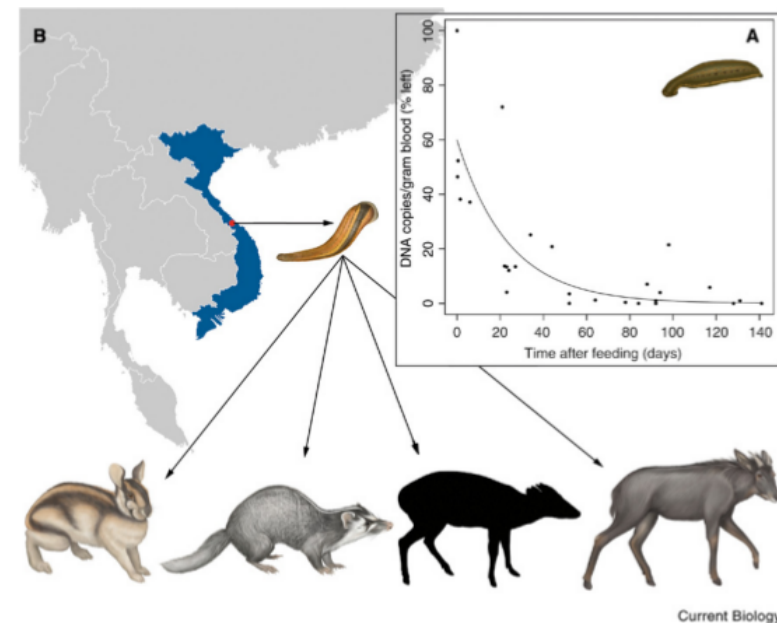 B
A
DNA copies/gram blood (% left)
100
80
60
40
20
0
0 20 40 60 80 100 120 140
Time after feeding (days)
Current Biology